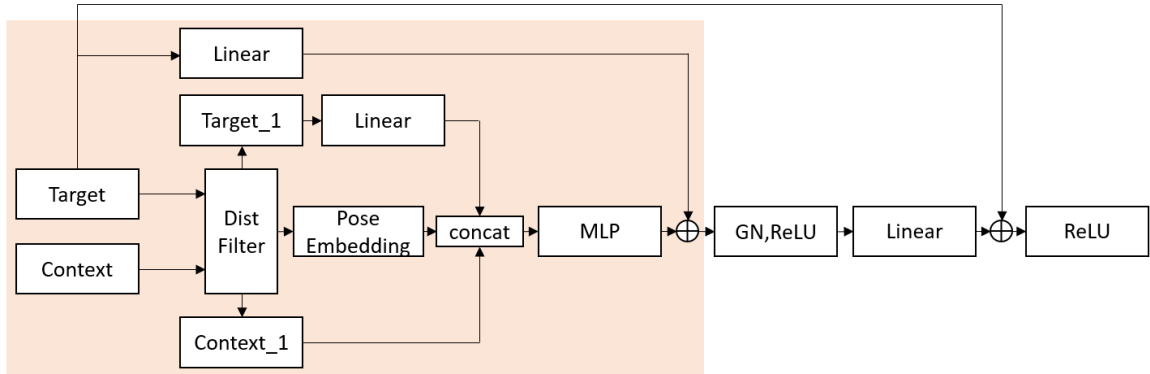 Linear
Target_1
Linear
Target
Dist
Filter
Pose
Embedding
concat
MLP
GN,ReLU
Linear
ReLU
Context
Context_1